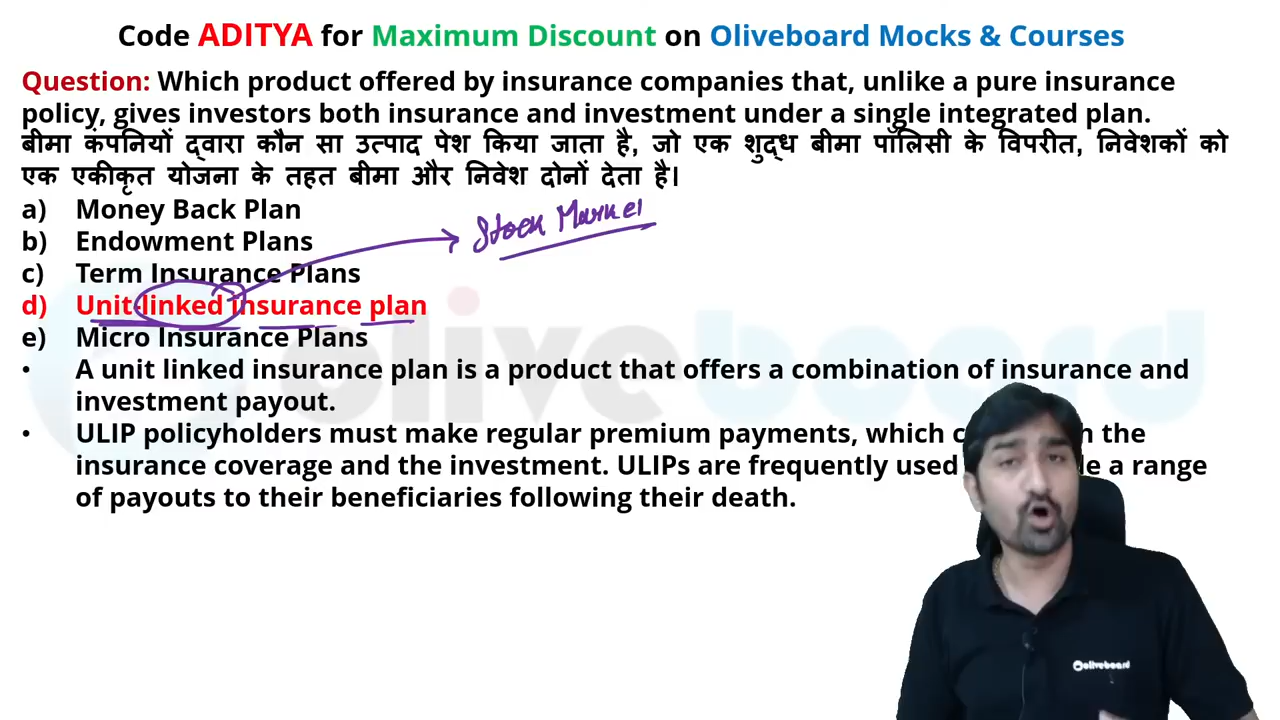 Code ADITYA for Maximum Discount on Oliveboard Mocks & Courses
Question: Which product offered by insurance companies that, unlike a pure insurance
policy, gives investors both insurance and investment under a single integrated plan.
बीमा कंपनियों द्वारा कौन सा उत्पाद पेश किया जाता है, जो एक शुद्ध बीमा पॉलिसी के विपरीत, निवेशकों को
एक एकीकृत योजना के तहत बीमा और निवेश दोनों देता है।
a) Money Back Plan
Stock Market
b) Endowment Plans
c) Term Insurance Plans
d) Unit-linked insurance plan
e) Micro Insurance Plans
oliveboard
• A unit linked insurance plan is a product that offers a combination of insurance and
investment payout.
• ULIP policyholders must make regular premium payments, which the
insurance coverage and the investment. ULIPs are frequently used a range
of payouts to their beneficiaries following their death.
oliveboard